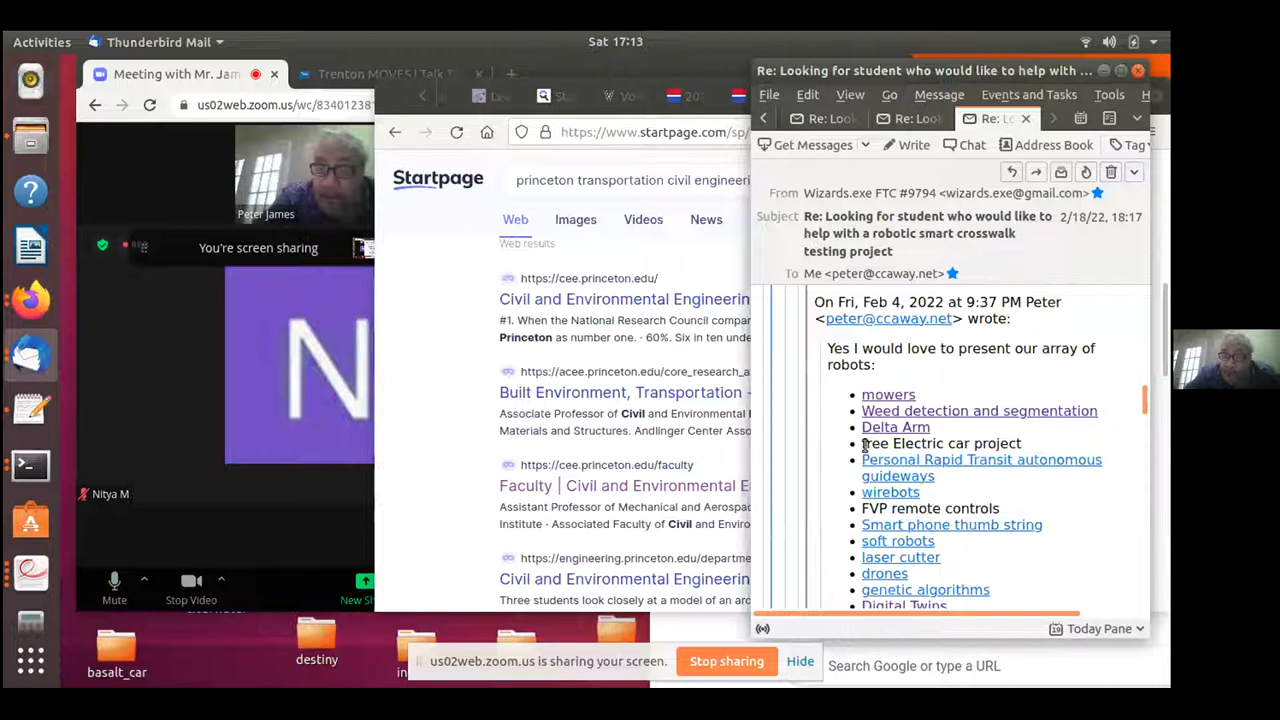 Activities
Thunderbird Mail
Sat 17:13
Meeting with Mr. Jam
Trenton MOVES | Talk T
us02web.zoom.us/wc/834012381
Peter James
You're screen sharing
N
Nitya M
Mute
Stop Video
New Sh
https://www.startpage.com/sp/
Startpage
princeton transportation civil engineeri
Web
Images
Videos
News
Web results
https://cee.princeton.edu/
Civil and Environmental Engineerin
#1. When the National Research Council compar
Princeton as number one. · 60%. Six in ten unde
https://acee.princeton.edu/core_research_a
Built Environment, Transportation -
Associate Professor of Civil and Environmental
Materials and Structures. Andlinger Center Asso
https://cee.princeton.edu/faculty
Faculty | Civil and Environmental E
Assistant Professor of Mechanical and Aerospac
Institute · Associated Faculty of Civil and Enviro
https://engineering.princeton.edu/departme
Civil and Environmental Engineerin
Three students look closely at a model of an arc
Re: Looking for student who would like to help with ...
File
Edit
View
Go
Message
Events and Tasks
Tools
H
Re: Look
Re: Look
Re: Lo
Get Messages
Write
Chat
Address Book
Tag
From Wizards.exe FTC #9794 <wizards.exe@gmail.com>
Subject Re: Looking for student who would like to 2/18/22, 18:17
help with a robotic smart crosswalk
testing project
To Me <peter@ccaway.net>
On Fri, Feb 4, 2022 at 9:37 PM Peter
<peter@ccaway.net> wrote:
Yes I would love to present our array of
robots:
mowers
Weed detection and segmentation
Delta Arm
free Electric car project
Personal Rapid Transit autonomous
guideways
wirebots
FVP remote controls
Smart phone thumb string
soft robots
laser cutter
drones
genetic algorithms
Digital Twins
19 Today Pane
basalt_car
destiny
in
us02web.zoom.us is sharing your screen.
Stop sharing
Hide
Search Google or type a URL